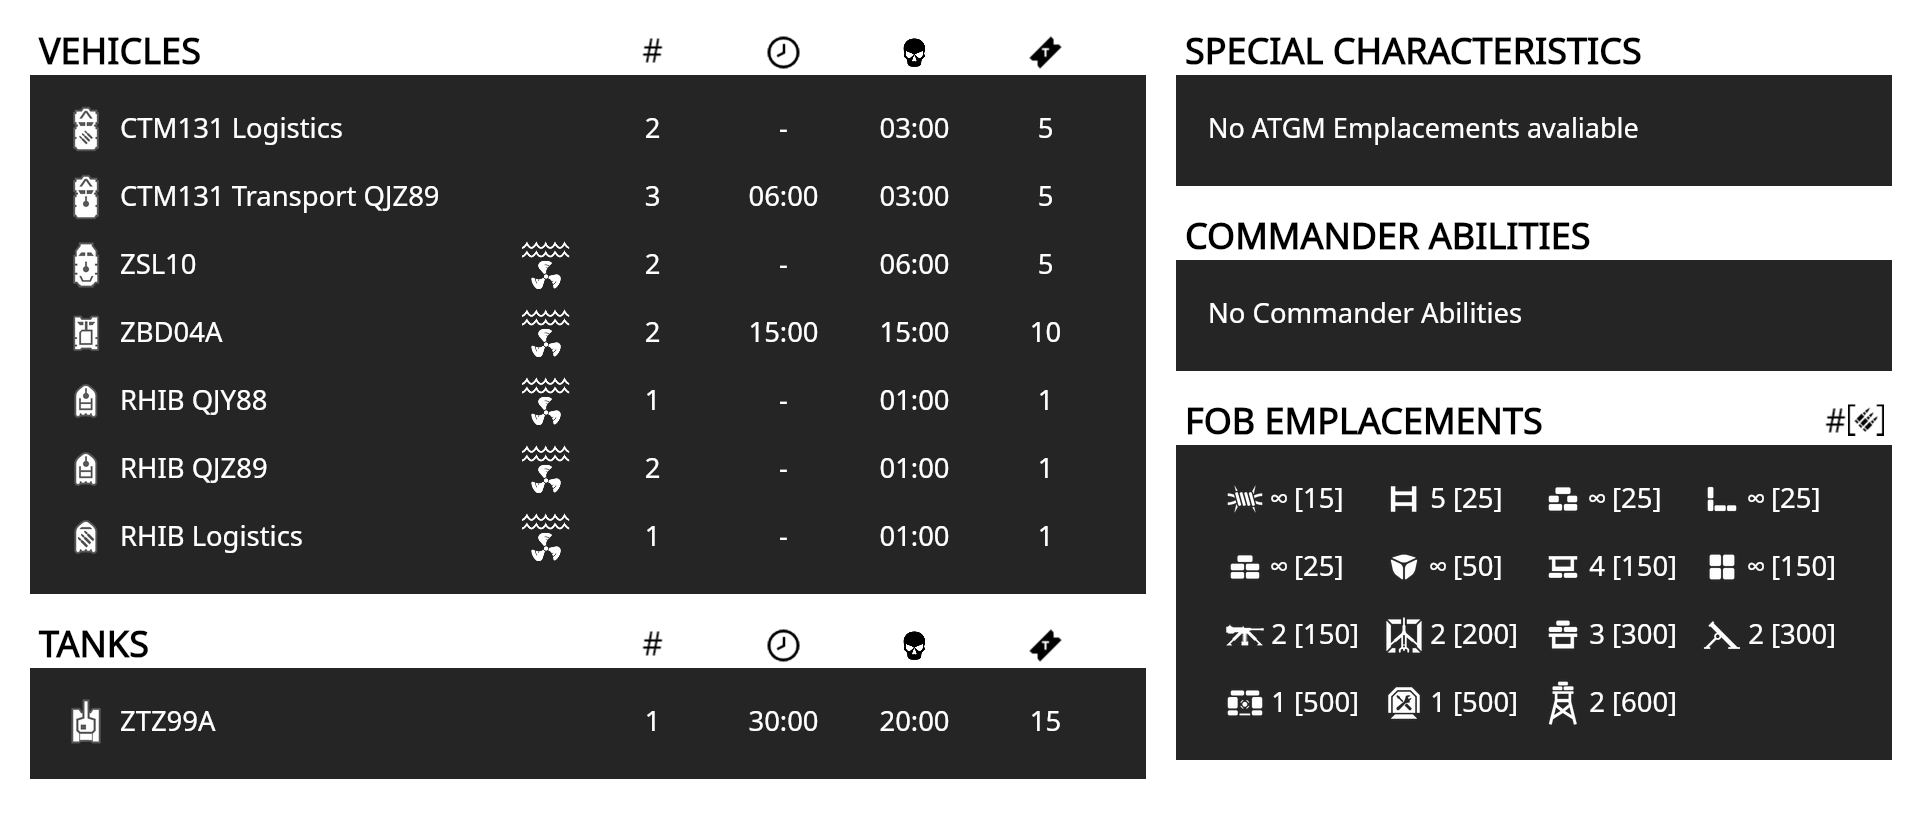 VEHICLES #
CTM131 Logistics 2 - 03:00 5
CTM131 Transport QJZ89 3 06:00 03:00 5
ZSL10 2 - 06:00 5
ZBD04A 2 15:00 15:00 10
RHIB QJY88 1 - 01:00 1
RHIB QJZ89 2 - 01:00 1
RHIB Logistics 1 - 01:00 1
TANKS #
ZTZ99A 1 30:00 20:00 15
SPECIAL CHARACTERISTICS
No ATGM Emplacements avaliable
COMMANDER ABILITIES
No Commander Abilities
FOB EMPLACEMENTS #[]
∞ [15] 5 [25] ∞ [25] ∞ [25]
∞ [25] ∞ [50] 4 [150] ∞ [150]
2 [150] 2 [200] 3 [300] 2 [300]
1 [500] 1 [500] 2 [600]